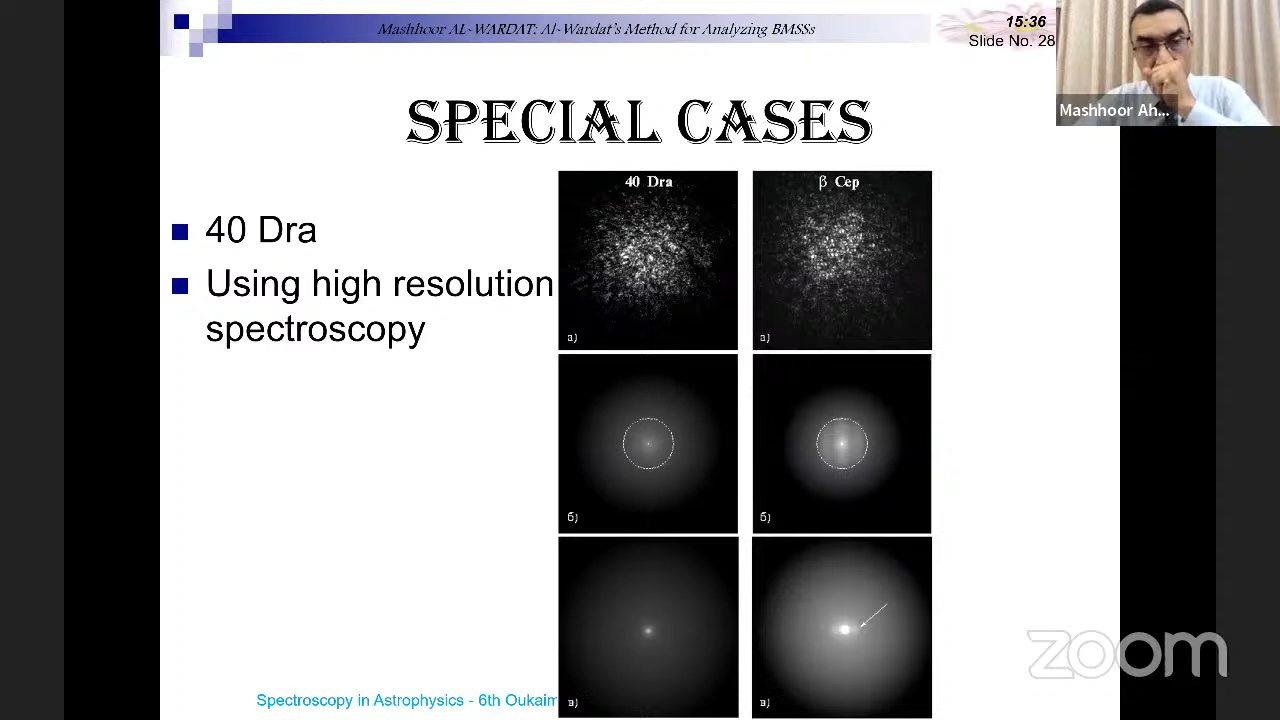 Mashhoor AL-WARDAT: Al-Wardat's Method for Analyzing BMSSs
15:36
Slide No. 28
Mashhoor Ah...
SPECIAL CASES
40 Dra
Using high resolution
spectroscopy
40 Dra
β Cep
а)
а)
б)
б)
в)
в)
Spectroscopy in Astrophysics - 6th Oukaim
zoom